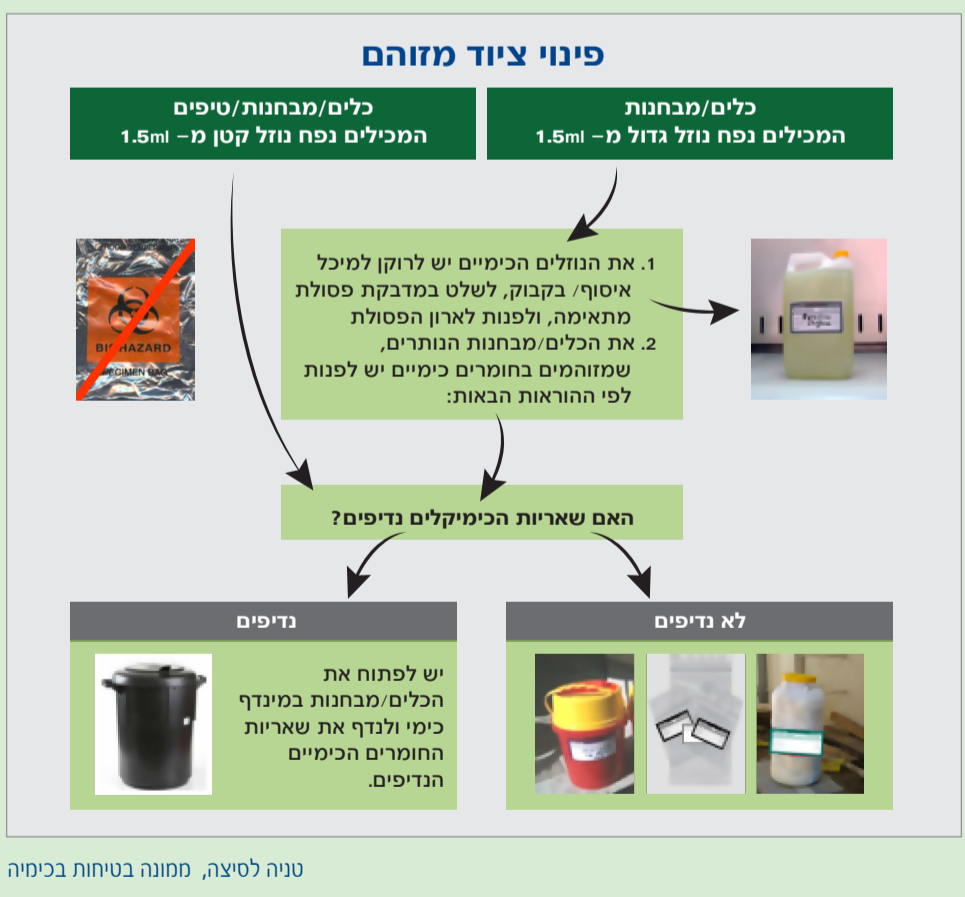 פינוי ציוד מזוהם
כלים/מבחנות
המכילים נפח נוזל גדול מ– 1.5ml
כלים/מבחנות/טיפים
המכילים נפח נוזל קטן מ– 1.5ml
1. את הנוזלים הכימיים יש לרוקן למיכל
איסוף/ בקבוק, לשלט במדבקת פסולת
מתאימה, ולפנות לארון הפסולת
2. את הכלים/מבחנות הנותרים,
שמזוהמים בחומרים כימיים יש לפנות
לפי ההוראות הבאות:
BIOHAZARD
SPECIMEN BAG
האם שאריות הכימיקלים נדיפים?
לא נדיפים
נדיפים
יש לפתוח את
הכלים/מבחנות במינדף
כימי ולנדף את שאריות
החומרים הכימיים
הנדיפים.
טניה לסיצה, ממונה בטיחות בכימיה